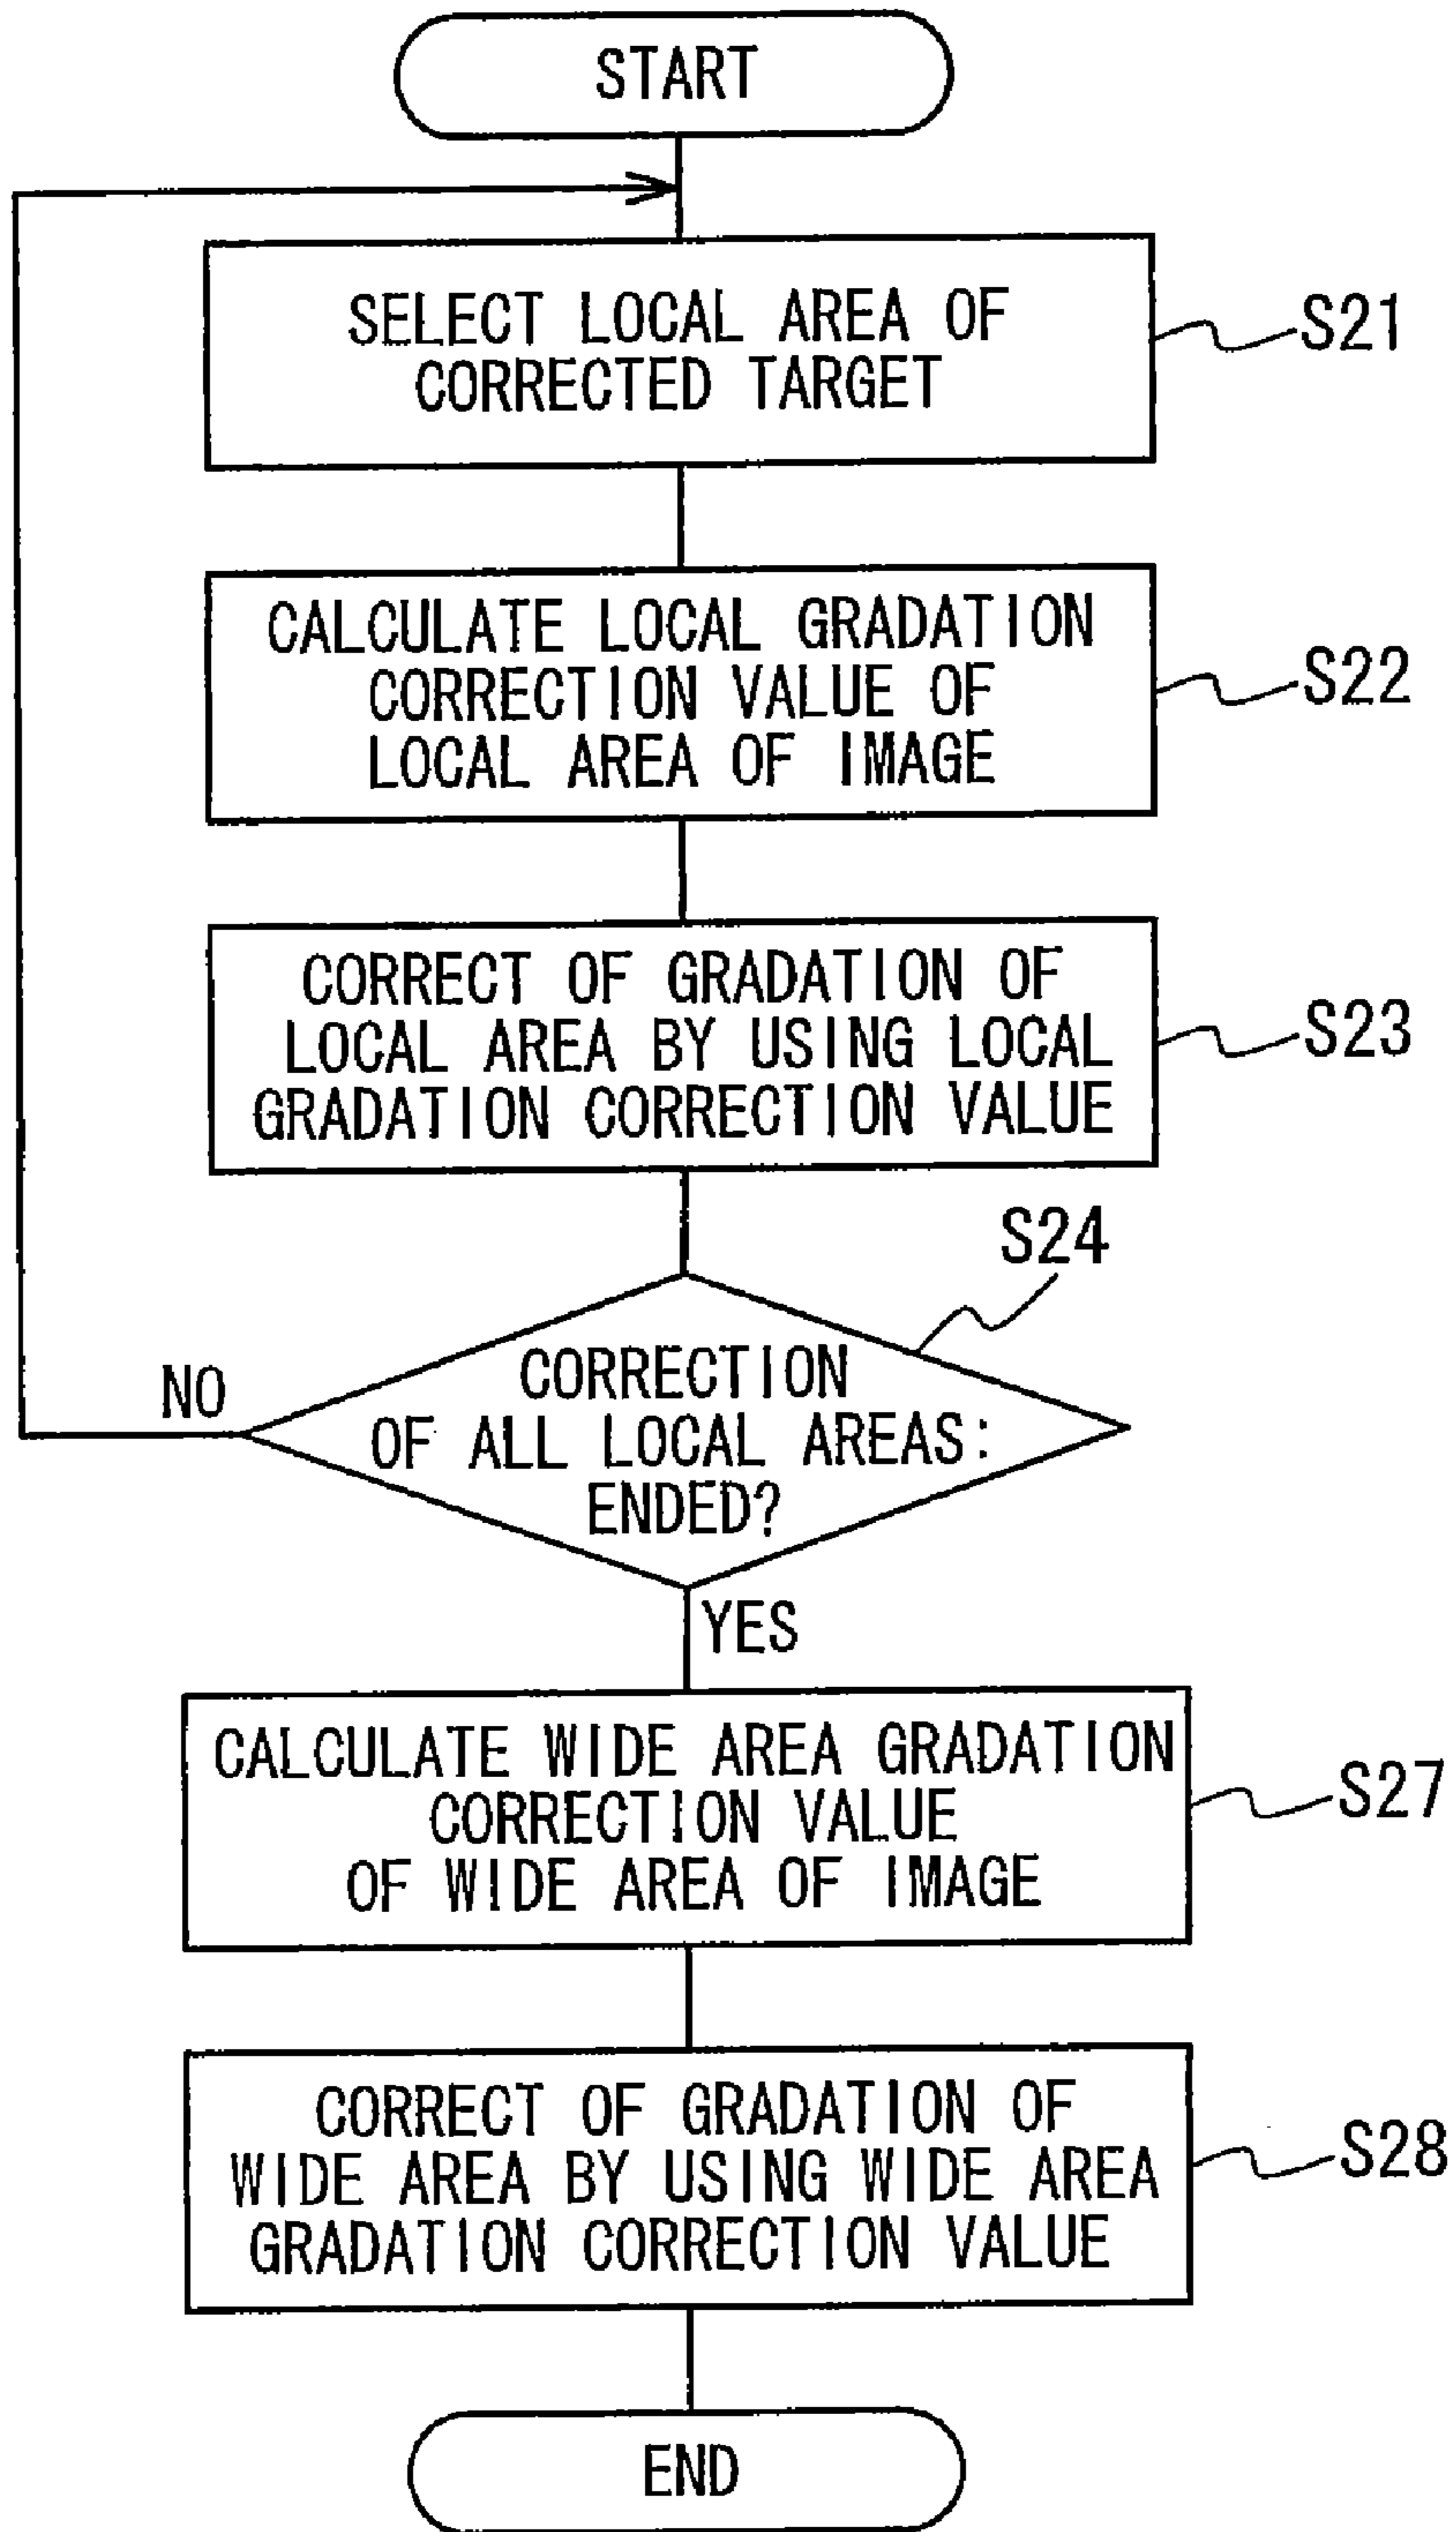 START
SELECT LOCAL AREA OF
CORRECTED TARGET
S21
CALCULATE LOCAL GRADATION
CORRECTION VALUE OF
LOCAL AREA OF IMAGE
S22
CORRECT OF GRADATION OF
LOCAL AREA BY USING LOCAL
GRADATION CORRECTION VALUE
S23
S24
CORRECTION
OF ALL LOCAL AREAS:
ENDED?
NO
YES
CALCULATE WIDE AREA GRADATION
CORRECTION VALUE
OF WIDE AREA OF IMAGE
S27
CORRECT OF GRADATION OF
WIDE AREA BY USING WIDE AREA
GRADATION CORRECTION VALUE
S28
END